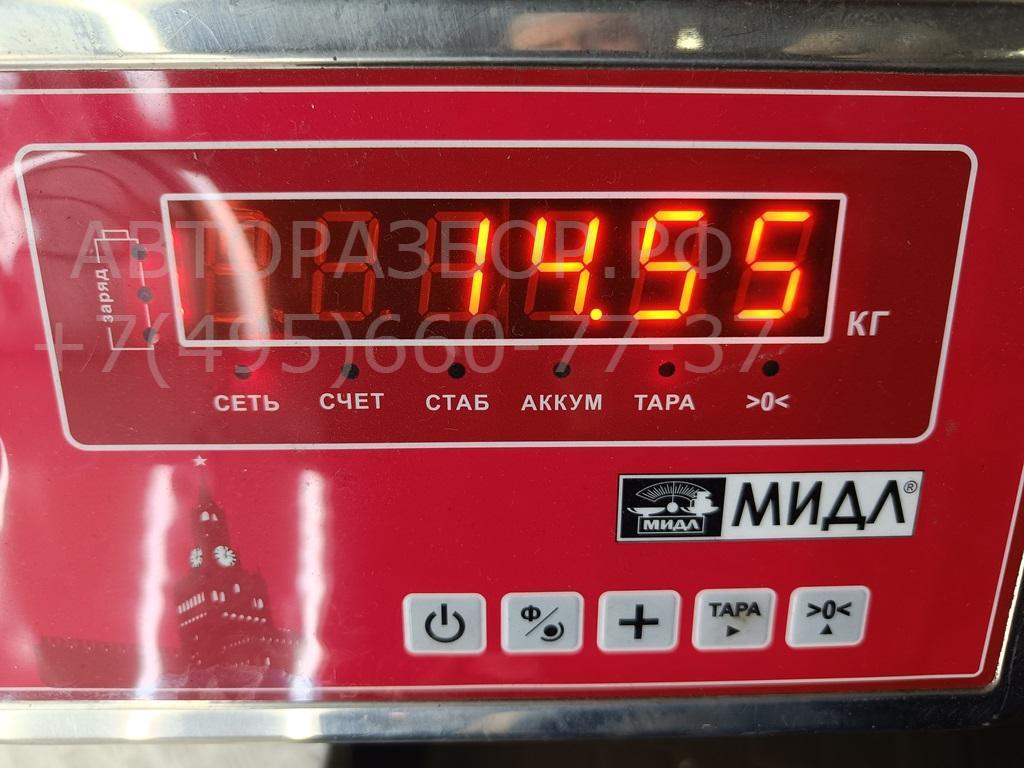 АВТОРАЗБОР.РФ
+7(495)660-77-37
14.55
КГ
заряд
СЕТЬ СЧЕТ СТАБ АККУМ ТАРА >0<
МИДЛ МИДЛ®
Ф ТАРА >0<